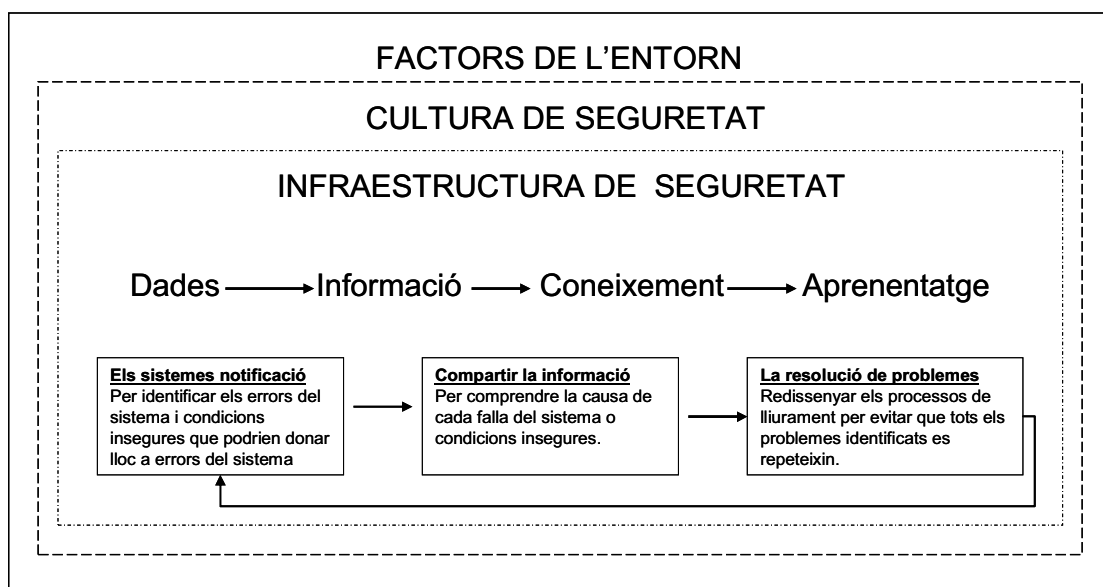 FACTORS DE L'ENTORN
CULTURA DE SEGURETAT
INFRAESTRUCTURA DE SEGURETAT
Dades Informació Coneixement Aprenentatge
Els sistemes notificació
Per identificar els errors del
sistema i condicions
insegures que podrien donar
lloc a errors del sistema
Compartir la informació
Per comprendre la causa de
cada falla del sistema o
condicions insegures.
La resolució de problemes
Redissenyar els processos de
lliurament per evitar que tots els
problemes identificats es
repeteixin.